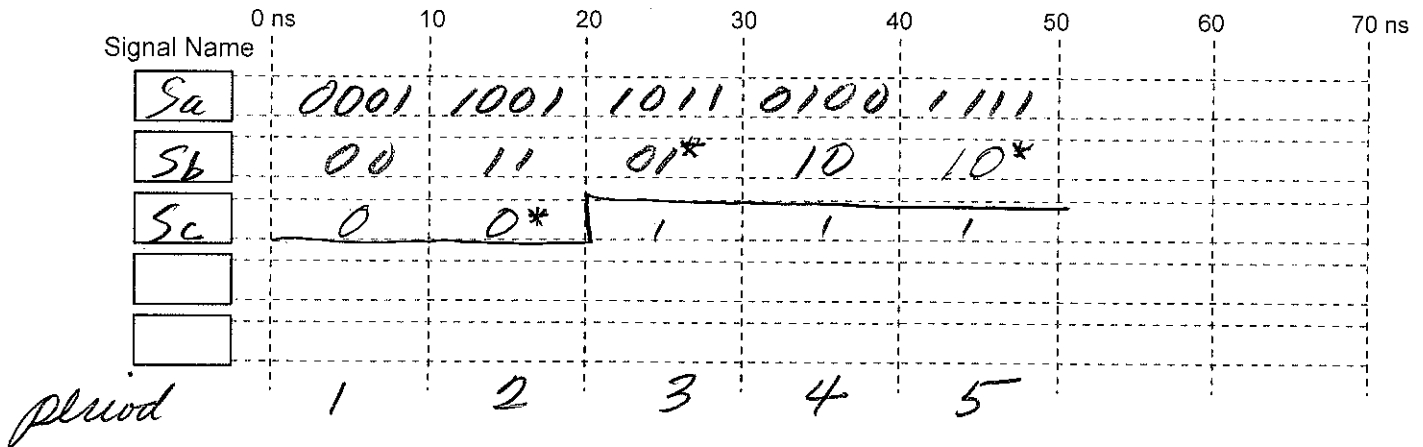 0 ns 10 20 30 40 50 60 70 ns
Signal Name
Sa 0001 1001 1011 0100 1111
Sb 00 11 01* 10 10*
Sc 0 0* 1 1 1
period 1 2 3 4 5